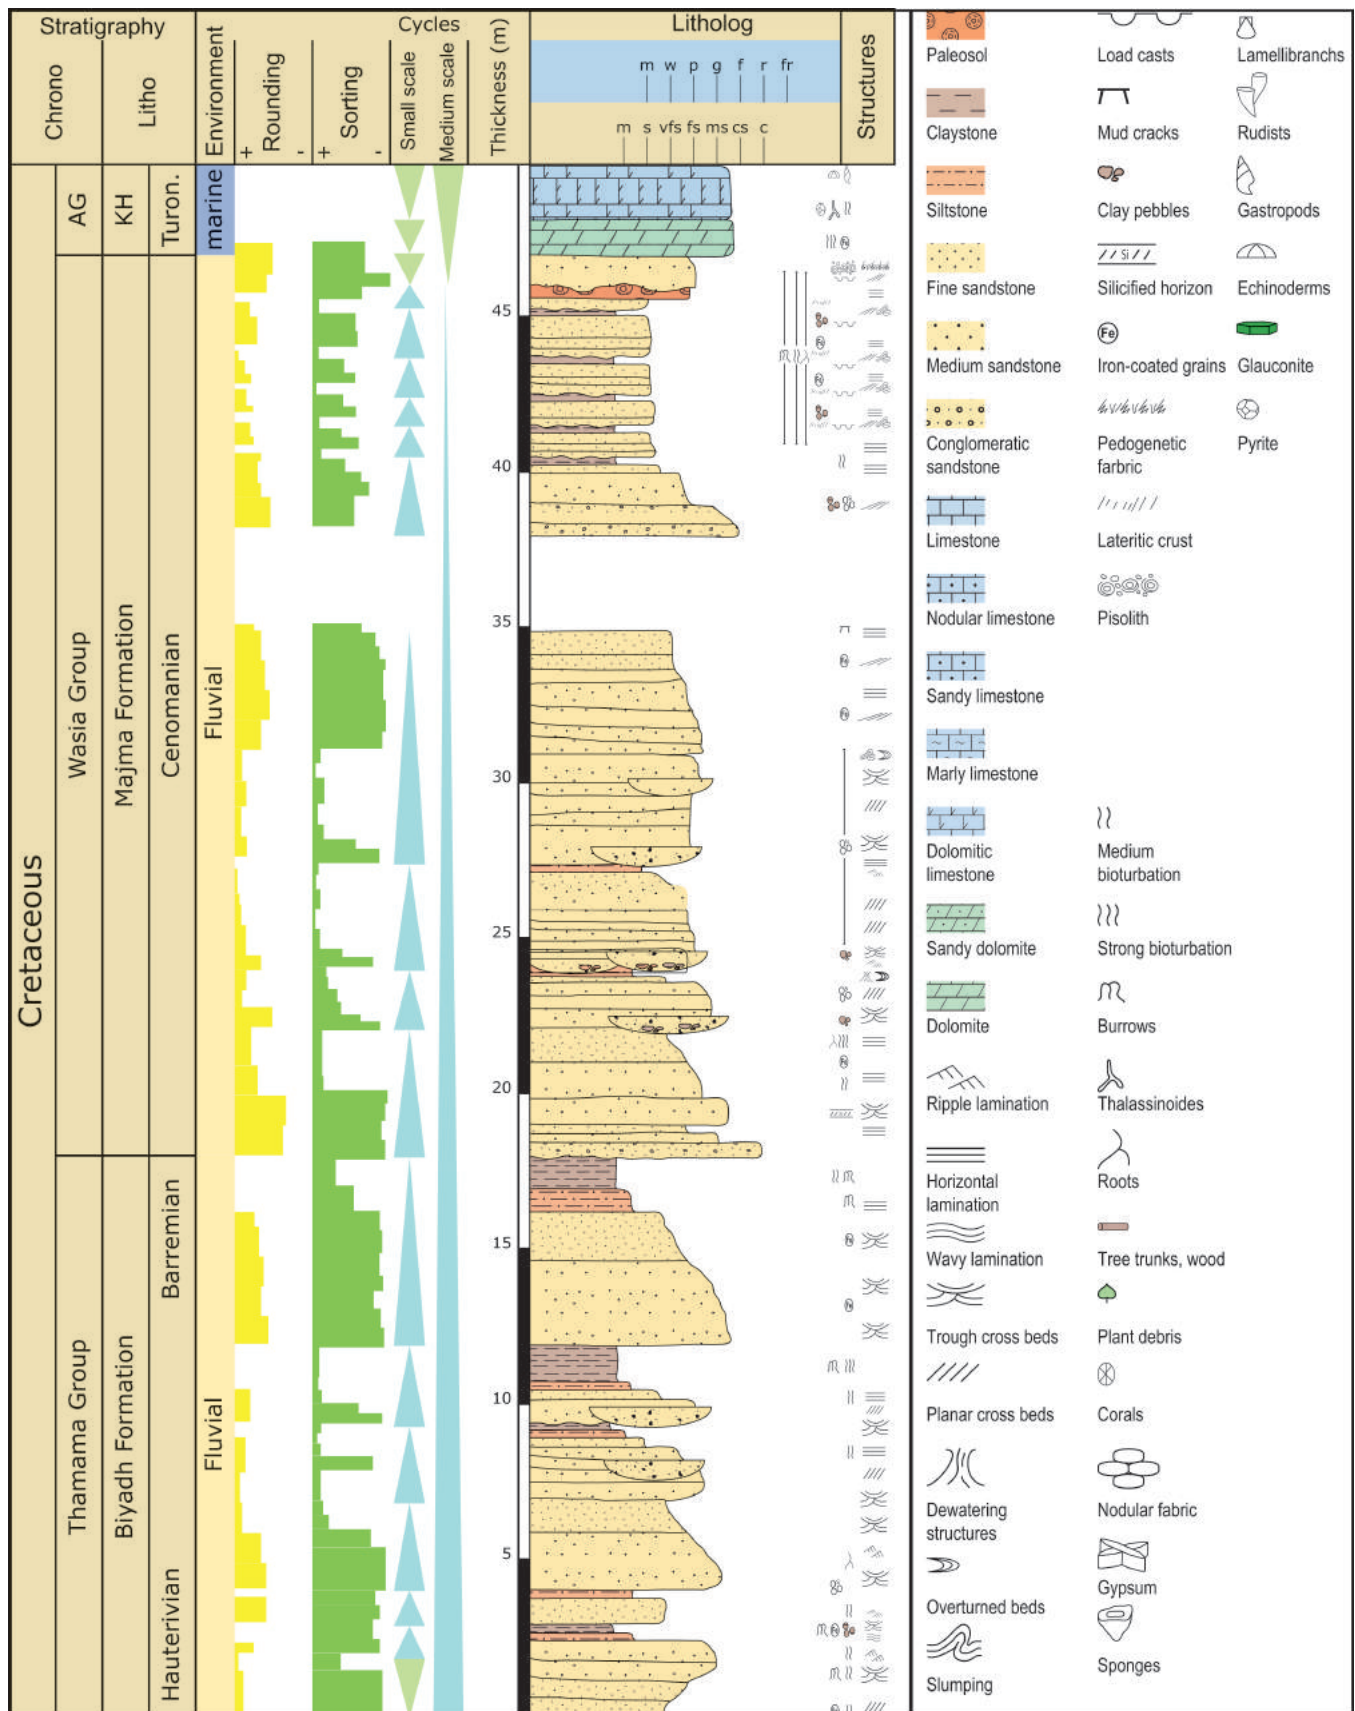 Stratigraphy
Chrono
Litho
Environment
Rounding
+ -
Sorting
+ -
Cycles
Small scale
Medium scale
Thickness (m)
Litholog
m w p g f r fr
m s vfs fs ms cs c
Structures
AG
KH
Turon.
marine
Cretaceous
Wasia Group
Majma Formation
Cenomanian
Fluvial
Thamama Group
Biyadh Formation
Barremian
Hauterivian
Fluvial
45
40
35
30
25
20
15
10
5
Paleosol
Claystone
Siltstone
Fine sandstone
Medium sandstone
Conglomeratic
sandstone
Limestone
Nodular limestone
Sandy limestone
Marly limestone
Dolomitic
limestone
Sandy dolomite
Dolomite
Ripple lamination
Horizontal
lamination
Wavy lamination
Trough cross beds
Planar cross beds
Dewatering
structures
Overturned beds
Slumping
Load casts
Mud cracks
Clay pebbles
Si
Silicified horizon
Fe
Iron-coated grains
Pedogenetic
farbric
Lateritic crust
Pisolith
Medium
bioturbation
Strong bioturbation
Burrows
Thalassinoides
Roots
Tree trunks, wood
Plant debris
Corals
Nodular fabric
Gypsum
Sponges
Lamellibranchs
Rudists
Gastropods
Echinoderms
Glauconite
Pyrite